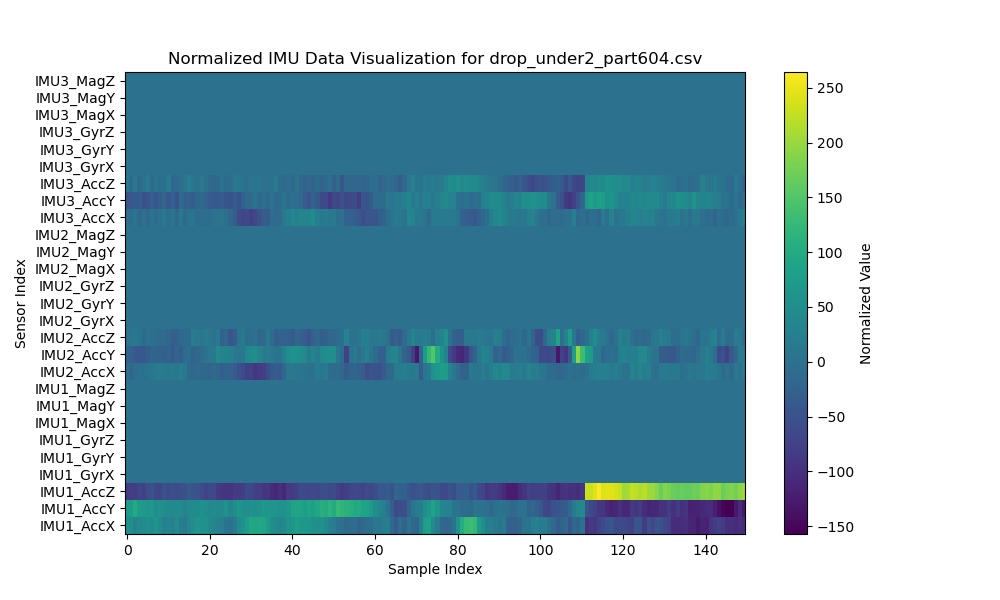 Normalized IMU Data Visualization for drop_under2_part604.csv
IMU3_MagZ
IMU3_MagY
IMU3_MagX
IMU3_GyrZ
IMU3_GyrY
IMU3_GyrX
IMU3_AccZ
IMU3_AccY
IMU3_AccX
IMU2_MagZ
IMU2_MagY
IMU2_MagX
IMU2_GyrZ
IMU2_GyrY
IMU2_GyrX
IMU2_AccZ
IMU2_AccY
IMU2_AccX
IMU1_MagZ
IMU1_MagY
IMU1_MagX
IMU1_GyrZ
IMU1_GyrY
IMU1_GyrX
IMU1_AccZ
IMU1_AccY
IMU1_AccX
Sensor Index
0 20 40 60 80 100 120 140
Sample Index
250
200
150
100
50
0
−50
−100
−150
Normalized Value